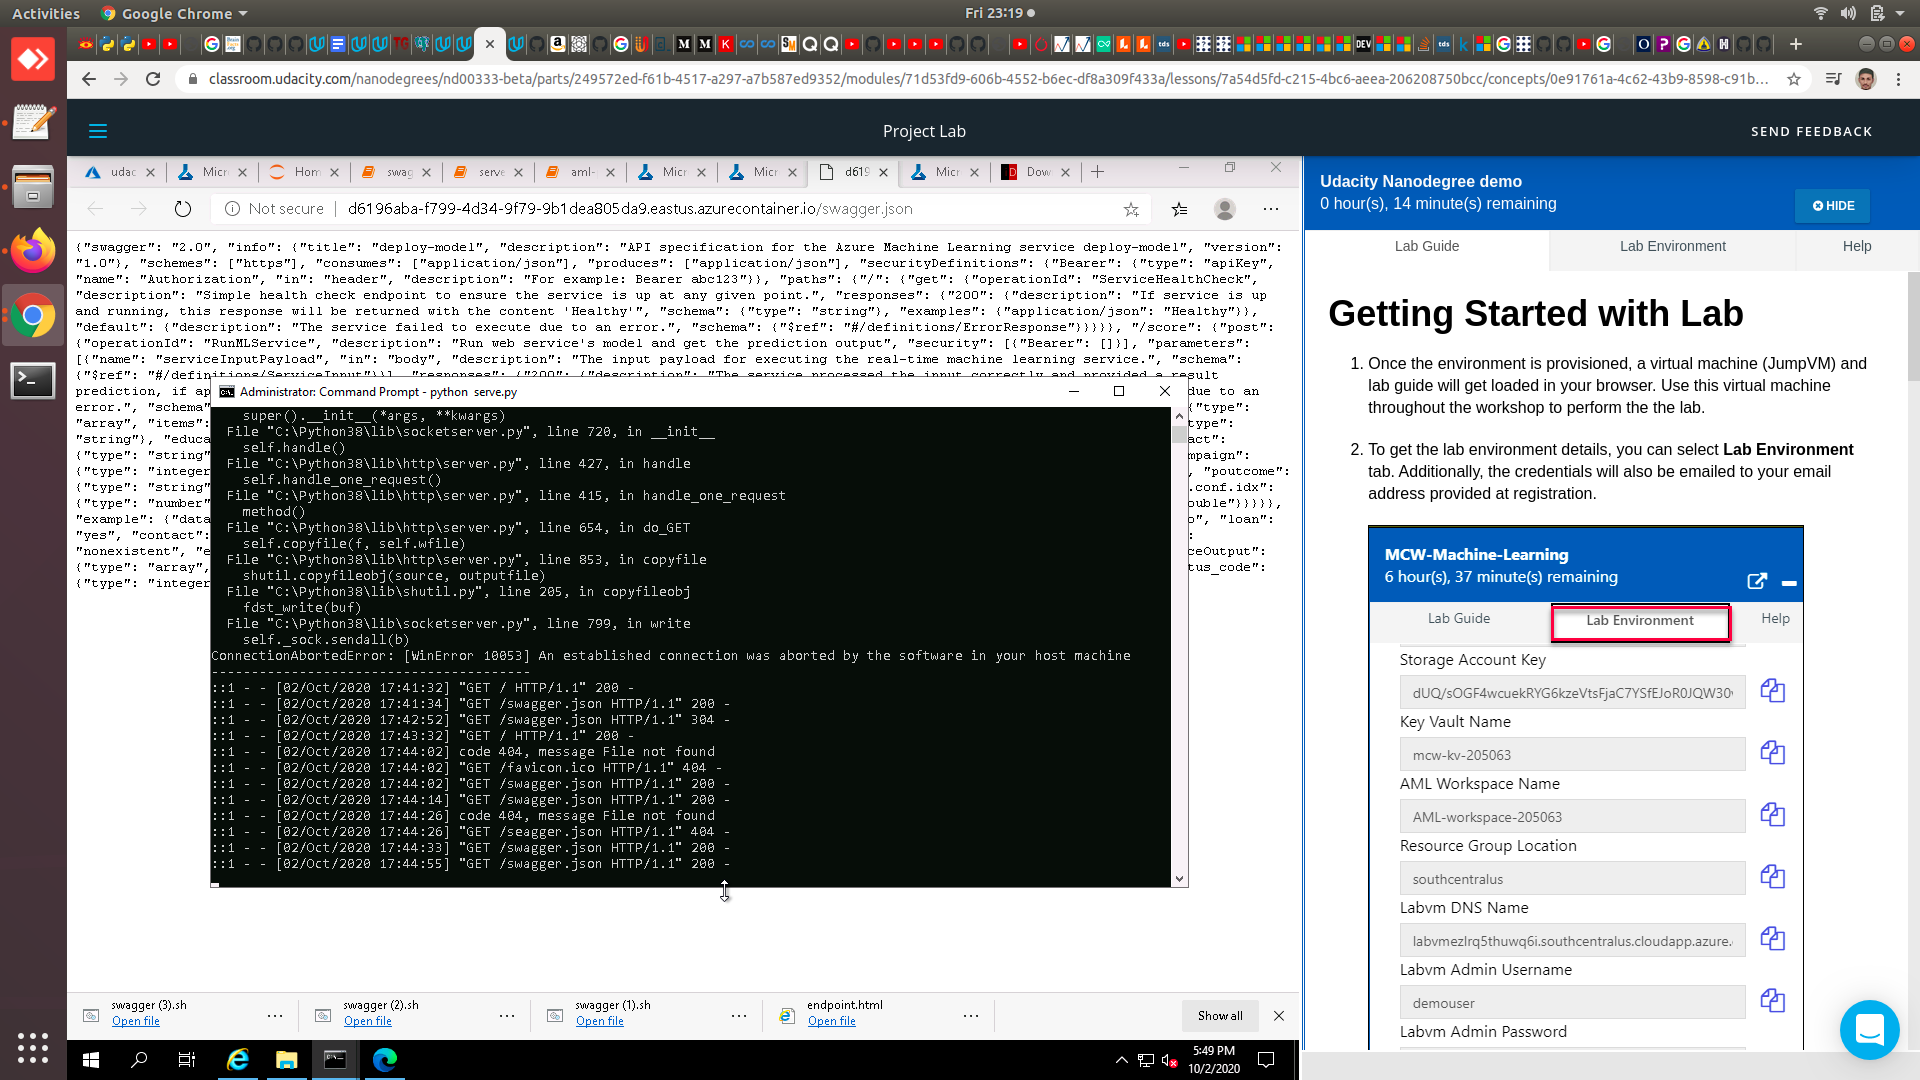 Activities
Google Chrome
Fri 23:19
classroom.udacity.com/nanodegrees/nd00333-beta/parts/249572ed-f61b-4517-a297-a7b587ed9352/modules/71d53fd9-606b-4552-b6ec-df8a309f433a/lessons/7a54d5fd-c215-4bc6-aeea-206208750bcc/concepts/0e91761a-4c62-43b9-8598-c91b...
Project Lab
SEND FEEDBACK
udac
Micr
Hom
swag
serve
aml-
Micr
Micr
d619
Micr
Dow
Not secure
d6196aba-f799-4d34-9f79-9b1dea805da9.eastus.azurecontainer.io/swagger.json
{"swagger": "2.0", "info": {"title": "deploy-model", "description": "API specification for the Azure Machine Learning service deploy-model", "version":
"1.0"}, "schemes": ["https"], "consumes": ["application/json"], "produces": ["application/json"], "securityDefinitions": {"Bearer": {"type": "apiKey",
"name": "Authorization", "in": "header", "description": "For example: Bearer abc123"}}, "paths": {"/": {"get": {"operationId": "ServiceHealthCheck",
"description": "Simple health check endpoint to ensure the service is up at any given point.", "responses": {"200": {"description": "If service is up
and running, this response will be returned with the content 'Healthy'", "schema": {"type": "string"}, "examples": {"application/json": "Healthy"}},
"default": {"description": "The service failed to execute due to an error.", "schema": {"$ref": "#/definitions/ErrorResponse"}}}}}, "/score": {"post":
{"operationId": "RunMLService", "description": "Run web service's model and get the prediction output", "security": [{"Bearer": []}], "parameters":
[{"name": "serviceInputPayload", "in": "body", "description": "The input payload for executing the real-time machine learning service.", "schema":
{"$ref": "#/definitions/ServiceInput"}}], "responses": {"200": {"description": "The service processed the input correctly and provided a result
prediction, if ap
due to an
error.", "schema"
{"type":
"array", "items":
"type":
"string"}, "educa
act":
{"type": "string"
mpaign":
{"type": "integer
, "poutcome":
{"type": "string"
.conf.idx":
{"type": "number"
ouble"}}}}},
"example": {"data
o", "loan":
"yes", "contact":
"nonexistent", "e
ceOutput":
{"type": "array",
tus_code":
{"type": "integer
Administrator: Command Prompt - python serve.py
super().__init__(*args, **kwargs)
File "C:\Python38\lib\socketserver.py", line 720, in __init__
self.handle()
File "C:\Python38\lib\http\server.py", line 427, in handle
self.handle_one_request()
File "C:\Python38\lib\http\server.py", line 415, in handle_one_request
method()
File "C:\Python38\lib\http\server.py", line 654, in do_GET
self.copyfile(f, self.wfile)
File "C:\Python38\lib\http\server.py", line 853, in copyfile
shutil.copyfileobj(source, outputfile)
File "C:\Python38\lib\shutil.py", line 205, in copyfileobj
fdst_write(buf)
File "C:\Python38\lib\socketserver.py", line 799, in write
self._sock.sendall(b)
ConnectionAbortedError: [WinError 10053] An established connection was aborted by the software in your host machine
----------------------------------------
::1 - - [02/Oct/2020 17:41:32] "GET / HTTP/1.1" 200 -
::1 - - [02/Oct/2020 17:41:34] "GET /swagger.json HTTP/1.1" 200 -
::1 - - [02/Oct/2020 17:42:52] "GET /swagger.json HTTP/1.1" 304 -
::1 - - [02/Oct/2020 17:43:32] "GET / HTTP/1.1" 200 -
::1 - - [02/Oct/2020 17:44:02] code 404, message File not found
::1 - - [02/Oct/2020 17:44:02] "GET /favicon.ico HTTP/1.1" 404 -
::1 - - [02/Oct/2020 17:44:02] "GET /swagger.json HTTP/1.1" 200 -
::1 - - [02/Oct/2020 17:44:14] "GET /swagger.json HTTP/1.1" 200 -
::1 - - [02/Oct/2020 17:44:26] code 404, message File not found
::1 - - [02/Oct/2020 17:44:26] "GET /seagger.json HTTP/1.1" 404 -
::1 - - [02/Oct/2020 17:44:33] "GET /swagger.json HTTP/1.1" 200 -
::1 - - [02/Oct/2020 17:44:55] "GET /swagger.json HTTP/1.1" 200 -
swagger (3).sh
Open file
swagger (2).sh
Open file
swagger (1).sh
Open file
endpoint.html
Open file
Show all
5:49 PM
10/2/2020
Udacity Nanodegree demo
0 hour(s), 14 minute(s) remaining
HIDE
Lab Guide
Lab Environment
Help
Getting Started with Lab
1. Once the environment is provisioned, a virtual machine (JumpVM) and
lab guide will get loaded in your browser. Use this virtual machine
throughout the workshop to perform the the lab.
2. To get the lab environment details, you can select Lab Environment
tab. Additionally, the credentials will also be emailed to your email
address provided at registration.
MCW-Machine-Learning
6 hour(s), 37 minute(s) remaining
Lab Guide
Lab Environment
Help
Storage Account Key
dUQ/sOGF4wcuekRYG6kzeVtsFjaC7YSfEJoR0JQW30
Key Vault Name
mcw-kv-205063
AML Workspace Name
AML-workspace-205063
Resource Group Location
southcentralus
Labvm DNS Name
labvmezlrq5thuwq6i.southcentralus.cloudapp.azure.
Labvm Admin Username
demouser
Labvm Admin Password